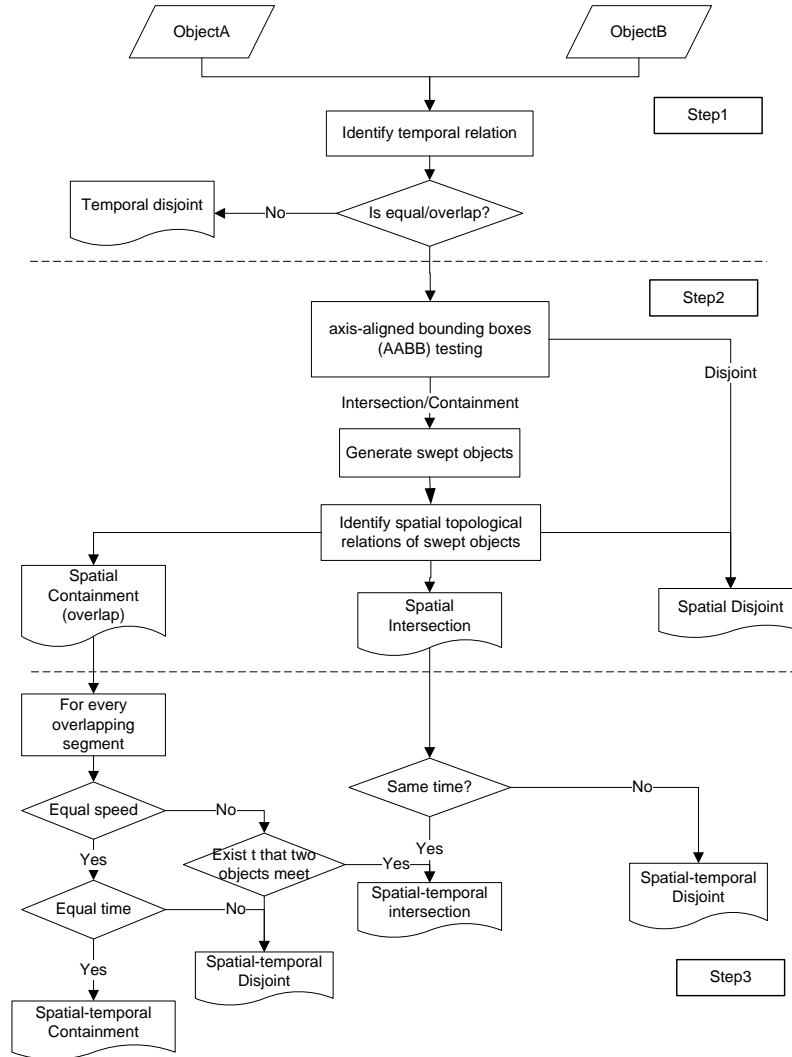 ObjectA
ObjectB
Step1
Identify temporal relation
Temporal disjoint
No
Is equal/overlap?
Step2
axis-aligned bounding boxes
(AABB) testing
Disjoint
Intersection/Containment
Generate swept objects
Identify spatial topological
relations of swept objects
Spatial
Containment
(overlap)
Spatial
Intersection
Spatial Disjoint
For every
overlapping
segment
Same time?
No
Equal speed
No
Yes
Yes
Exist t that two
objects meet
Yes
Equal time
No
Spatial-temporal
intersection
Spatial-temporal
Disjoint
Yes
Spatial-temporal
Disjoint
Step3
Spatial-temporal
Containment